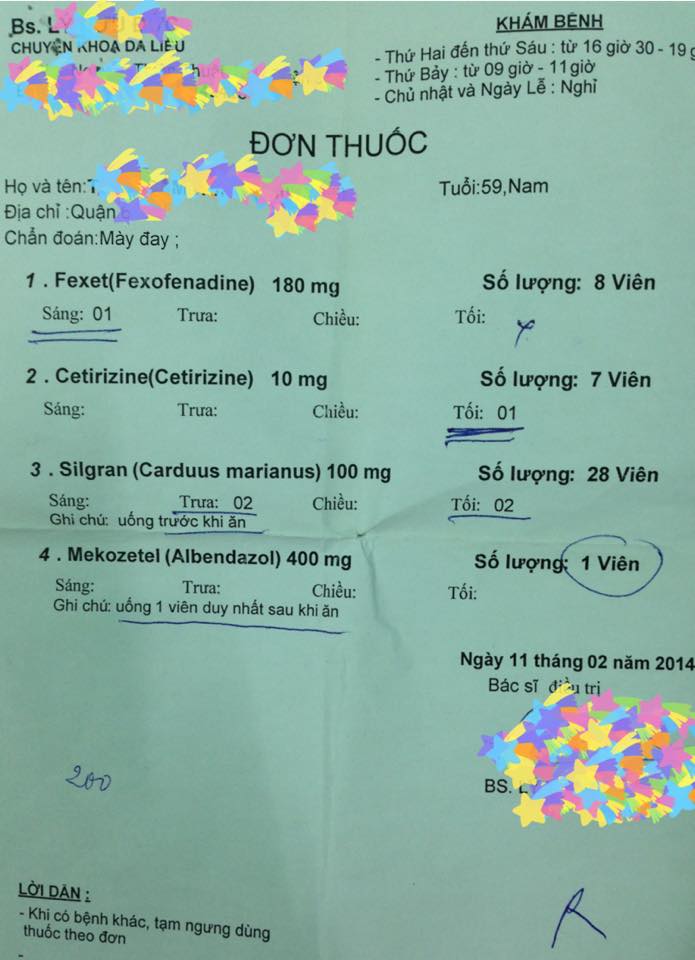 Bs.
CHUYÊN KHOA DA LIỄU
KHÁM BỆNH
- Thứ Hai đến thứ Sáu : từ 16 giờ 30 - 19 g
- Thứ Bảy : từ 09 giờ - 11 giờ
- Chủ nhật và Ngày Lễ : Nghỉ
ĐƠN THUỐC
Họ và tên:
Tuổi:59,Nam
Địa chỉ :Quận
Chẩn đoán:Mày đay ;
1 . Fexet(Fexofenadine) 180 mg Số lượng: 8 Viên
Sáng: 01 Trưa: Chiều: Tối:
2 . Cetirizine(Cetirizine) 10 mg Số lượng: 7 Viên
Sáng: Trưa: Chiều: Tối: 01
3 . Silgran (Carduus marianus) 100 mg Số lượng: 28 Viên
Sáng: Trưa: 02 Chiều: Tối: 02
Ghi chú: uống trước khi ăn
4 . Mekozetel (Albendazol) 400 mg Số lượng: 1 Viên
Sáng: Trưa: Chiều: Tối:
Ghi chú: uống 1 viên duy nhất sau khi ăn
Ngày 11 tháng 02 năm 2014
Bác sĩ điều trị
BS.
200
LỜI DẶN :
- Khi có bệnh khác, tạm ngưng dùng
thuốc theo đơn
-